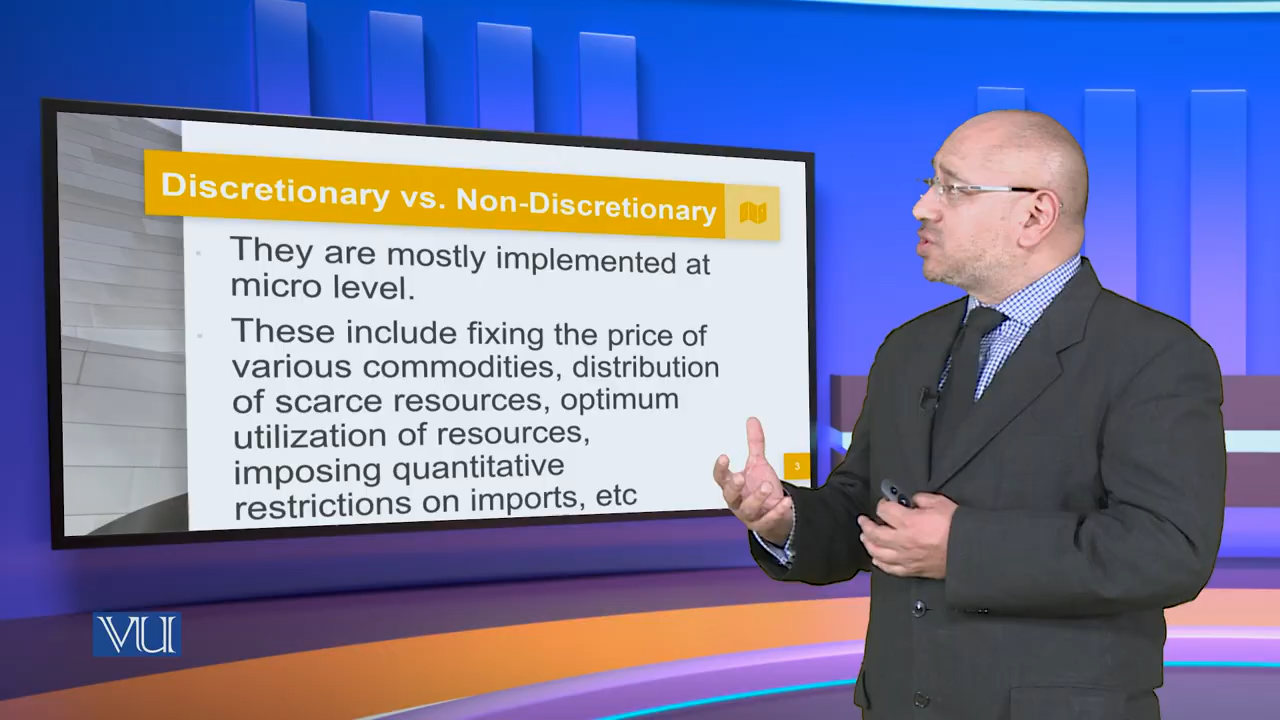 Discretionary vs. Non-Discretionary
They are mostly implemented at
micro level.
These include fixing the price of
various commodities, distribution
of scarce resources, optimum
utilization of resources,
imposing quantitative
restrictions on imports, etc
3
VU